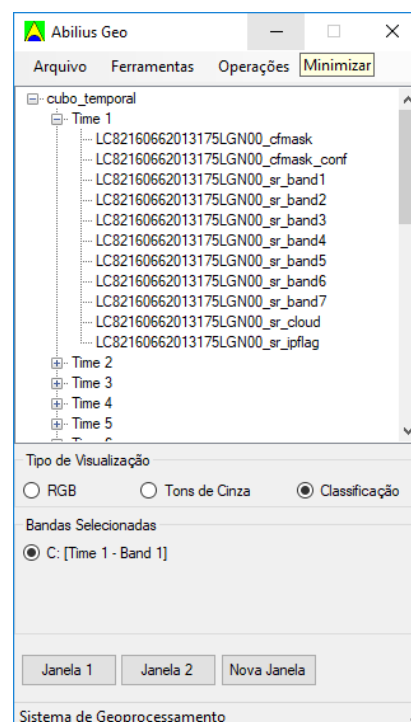 Abilius Geo
Arquivo Ferramentas Operações Minimizar
cubo_temporal
Time 1
LC82160662013175LGN00_cfmask
LC82160662013175LGN00_cfmask_conf
LC82160662013175LGN00_sr_band1
LC82160662013175LGN00_sr_band2
LC82160662013175LGN00_sr_band3
LC82160662013175LGN00_sr_band4
LC82160662013175LGN00_sr_band5
LC82160662013175LGN00_sr_band6
LC82160662013175LGN00_sr_band7
LC82160662013175LGN00_sr_cloud
LC82160662013175LGN00_sr_ipflag
Time 2
Time 3
Time 4
Time 5
Tipo de Visualização
RGB Tons de Cinza Classificação
Bandas Selecionadas
C: [Time 1 - Band 1]
Janela 1 Janela 2 Nova Janela
Sistema de Geoprocessamento